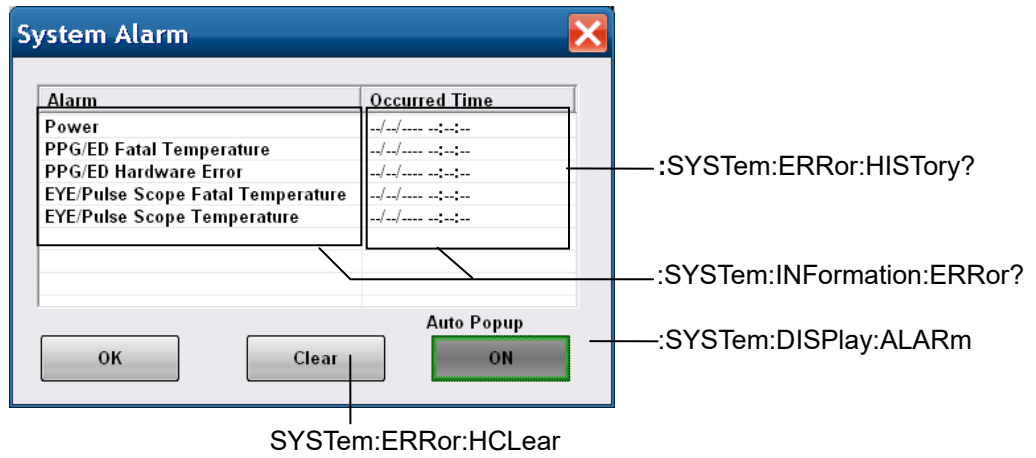 System Alarm
Alarm Occurred Time
Power --/--/---- --:--:--
PPG/ED Fatal Temperature --/--/---- --:--:--
PPG/ED Hardware Error --/--/---- --:--:--
EYE/Pulse Scope Fatal Temperature --/--/---- --:--:--
EYE/Pulse Scope Temperature --/--/---- --:--:--
:SYSTem:ERRor:HISTory?
:SYSTem:INFormation:ERRor?
Auto Popup
:SYSTem:DISPlay:ALARm
OK Clear ON
SYSTem:ERRor:HCLear